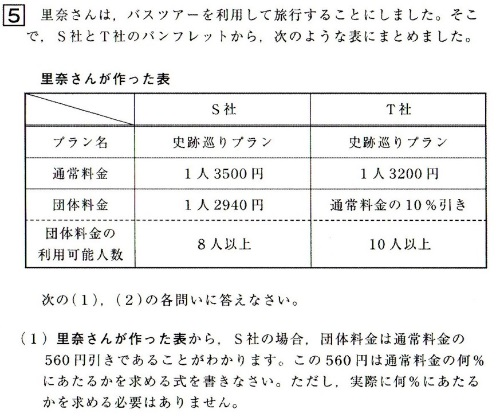 5 里奈さんは，バスツアーを利用して旅行することにしました。そこ
で，S社とT社のパンフレットから，次のような表にまとめました。
里奈さんが作った表
S社 T社
プラン名 史跡巡りプラン 史跡巡りプラン
通常料金 1人3500円 1人3200円
団体料金 1人2940円 通常料金の10％引き
団体料金の
利用可能人数 8人以上 10人以上
次の(1)，(2)の各問いに答えなさい。
(1) 里奈さんが作った表から，S社の場合，団体料金は通常料金の
560円引きであることがわかります。この560円は通常料金の何％
にあたるかを求める式を書きなさい。ただし，実際に何％にあたる
かを求める必要はありません。